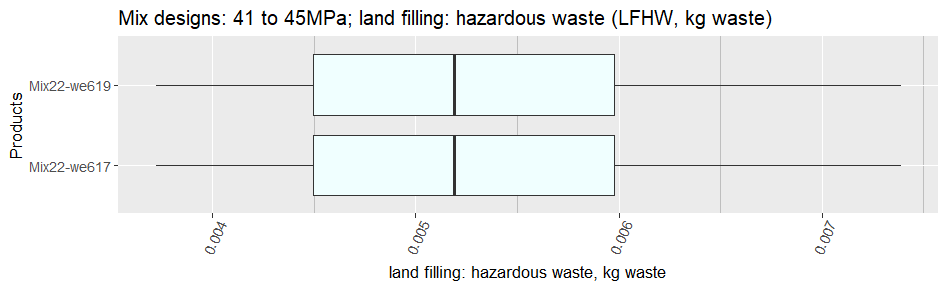 Mix designs: 41 to 45MPa; land filling: hazardous waste (LFHW, kg waste)
Products
Mix22-we619
Mix22-we617
0.004
0.005
0.006
0.007
land filling: hazardous waste, kg waste